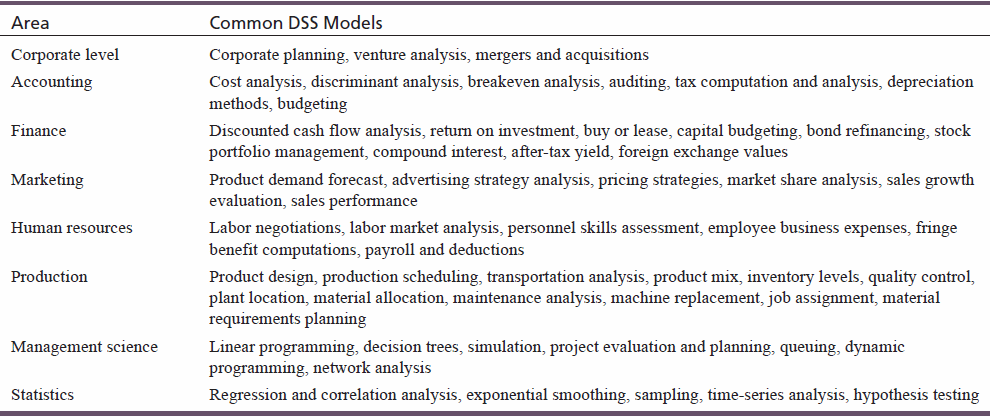 Area Common DSS Models
Corporate level Corporate planning, venture analysis, mergers and acquisitions
Accounting Cost analysis, discriminant analysis, breakeven analysis, auditing, tax computation and analysis, depreciation
methods, budgeting
Finance Discounted cash flow analysis, return on investment, buy or lease, capital budgeting, bond refinancing, stock
portfolio management, compound interest, after-tax yield, foreign exchange values
Marketing Product demand forecast, advertising strategy analysis, pricing strategies, market share analysis, sales growth
evaluation, sales performance
Human resources Labor negotiations, labor market analysis, personnel skills assessment, employee business expenses, fringe
benefit computations, payroll and deductions
Production Product design, production scheduling, transportation analysis, product mix, inventory levels, quality control,
plant location, material allocation, maintenance analysis, machine replacement, job assignment, material
requirements planning
Management science Linear programming, decision trees, simulation, project evaluation and planning, queuing, dynamic
programming, network analysis
Statistics Regression and correlation analysis, exponential smoothing, sampling, time-series analysis, hypothesis testing